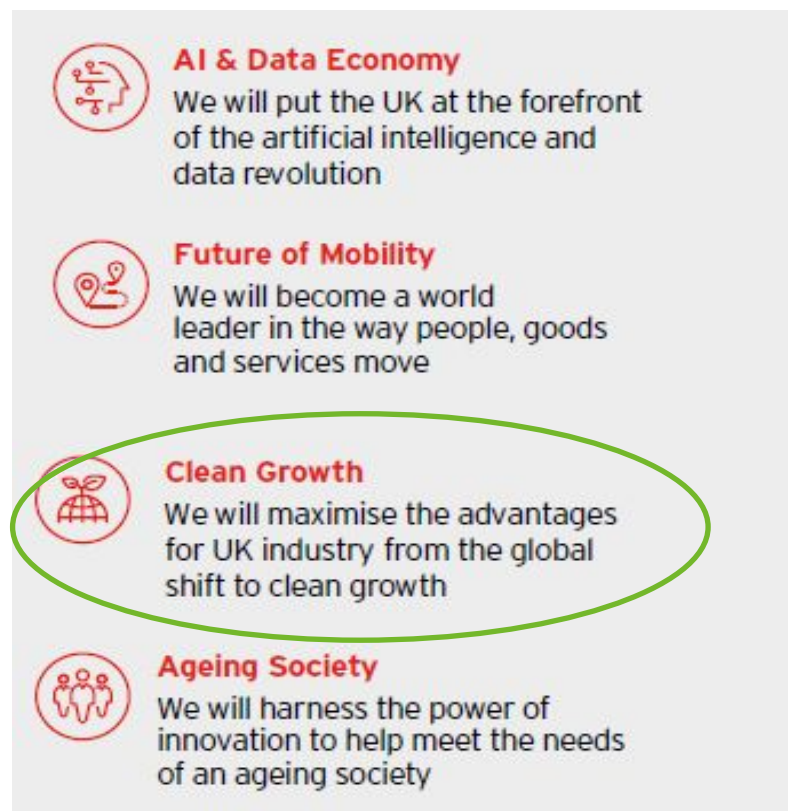 AI & Data Economy
We will put the UK at the forefront
of the artificial intelligence and
data revolution
Future of Mobility
We will become a world
leader in the way people, goods
and services move
Clean Growth
We will maximise the advantages
for UK industry from the global
shift to clean growth
Ageing Society
We will harness the power of
innovation to help meet the needs
of an ageing society